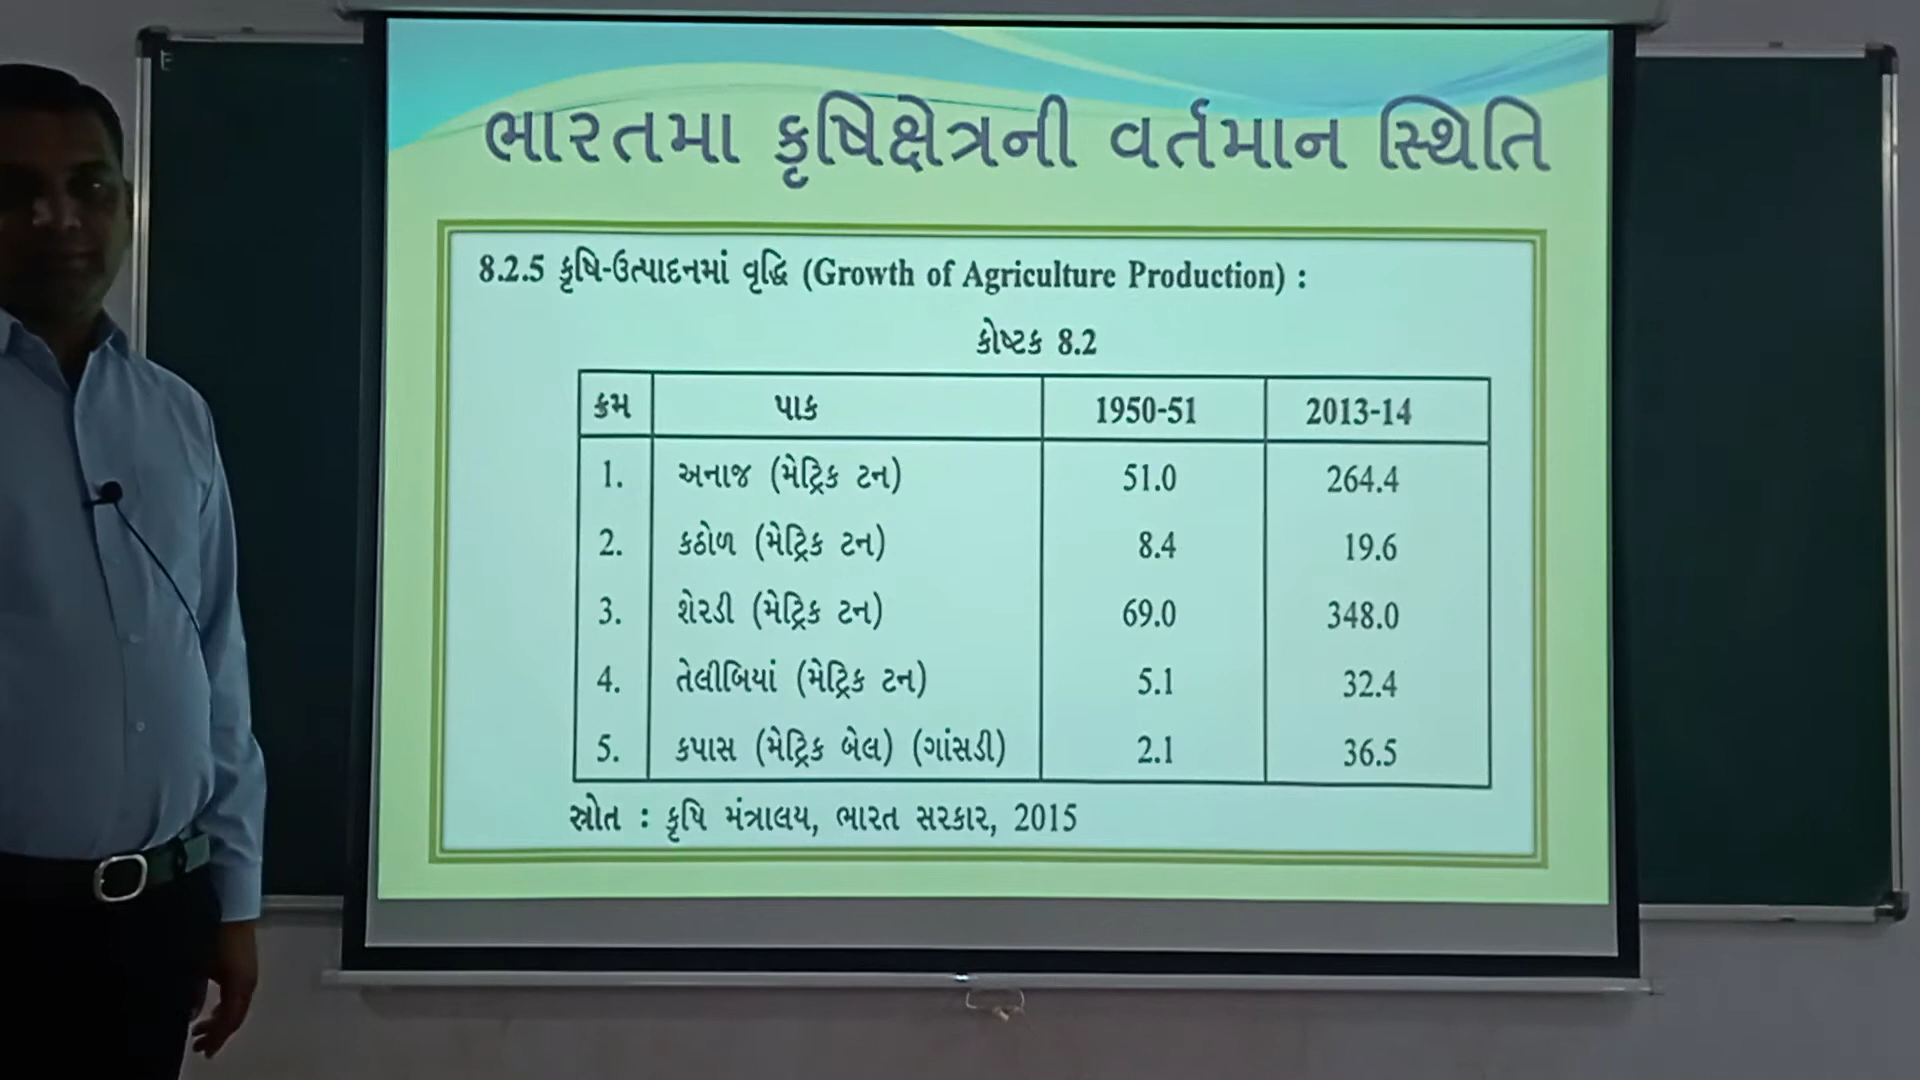 ભારતમા કૃષિક્ષેત્રની વર્તમાન સ્થિતિ
8.2.5 કૃષિ-ઉત્પાદનમાં વૃદ્ધિ (Growth of Agriculture Production) :
કોષ્ટક 8.2
ક્રમ પાક 1950-51 2013-14
1. અનાજ (મેટ્રિક ટન) 51.0 264.4
2. કઠોળ (મેટ્રિક ટન) 8.4 19.6
3. શેરડી (મેટ્રિક ટન) 69.0 348.0
4. તેલીબિયાં (મેટ્રિક ટન) 5.1 32.4
5. કપાસ (મેટ્રિક બેલ) (ગાંસડી) 2.1 36.5
સ્રોત : કૃષિ મંત્રાલય, ભારત સરકાર, 2015